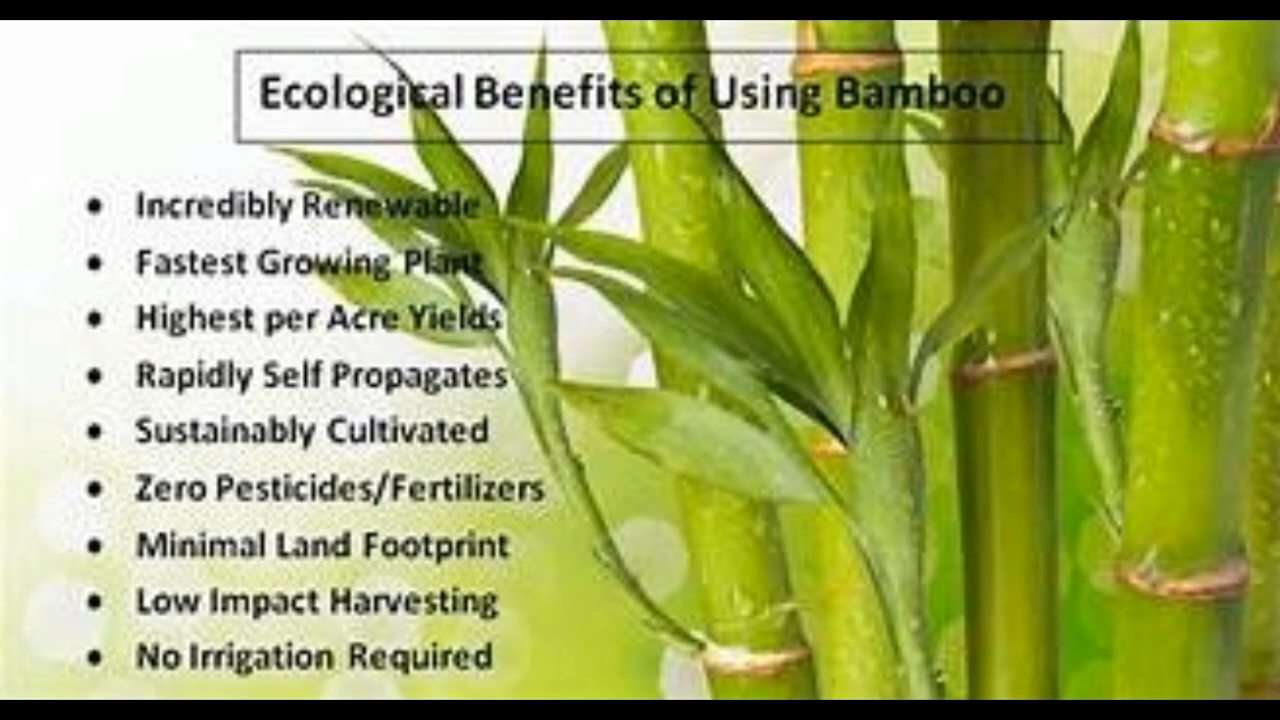 Ecological Benefits of Using Bamboo
• Incredibly Renewable
• Fastest Growing Plant
• Highest per Acre Yields
• Rapidly Self Propagates
• Sustainably Cultivated
• Zero Pesticides/Fertilizers
• Minimal Land Footprint
• Low Impact Harvesting
• No Irrigation Required